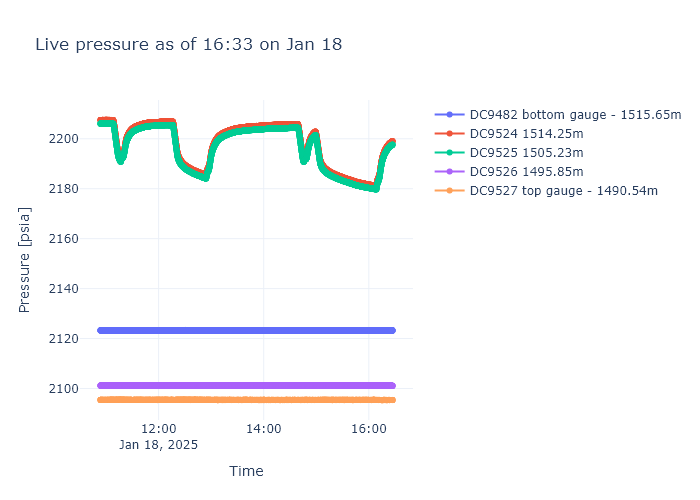 Live pressure as of 16:33 on Jan 18
DC9482 bottom gauge - 1515.65m
DC9524 1514.25m
DC9525 1505.23m
DC9526 1495.85m
DC9527 top gauge - 1490.54m
Pressure [psia]
2200
2180
2160
2140
2120
2100
12:00
Jan 18, 2025
14:00
16:00
Time